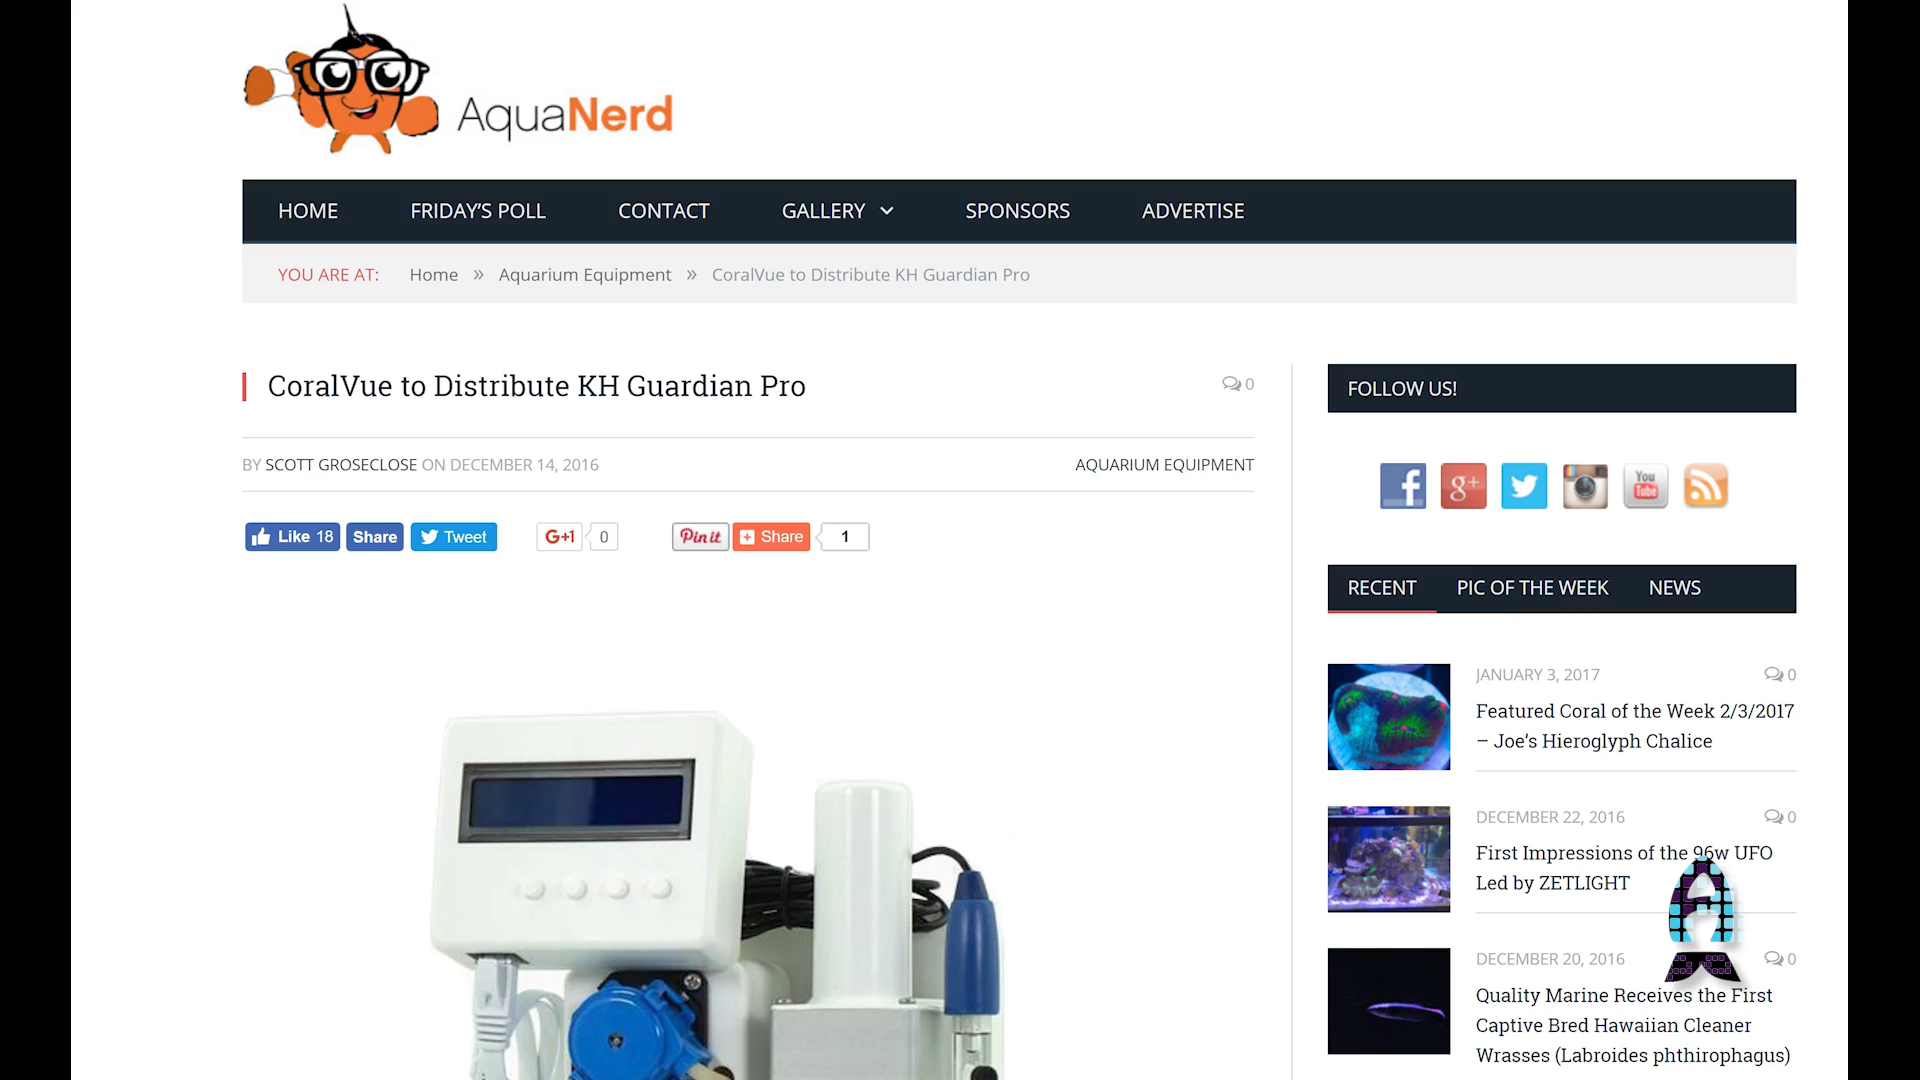 AquaNerd
HOME FRIDAY'S POLL CONTACT GALLERY SPONSORS ADVERTISE
YOU ARE AT: Home » Aquarium Equipment » CoralVue to Distribute KH Guardian Pro
CoralVue to Distribute KH Guardian Pro 0
BY SCOTT GROSECLOSE ON DECEMBER 14, 2016 AQUARIUM EQUIPMENT
Like 18 Share Tweet G+1 0 Pin it Share 1
FOLLOW US!
f g+ You Tube
RECENT PIC OF THE WEEK NEWS
JANUARY 3, 2017 0
Featured Coral of the Week 2/3/2017
– Joe's Hieroglyph Chalice
DECEMBER 22, 2016 0
First Impressions of the 96w UFO
Led by ZETLIGHT
DECEMBER 20, 2016 0
Quality Marine Receives the First
Captive Bred Hawaiian Cleaner
Wrasses (Labroides phthirophagus)